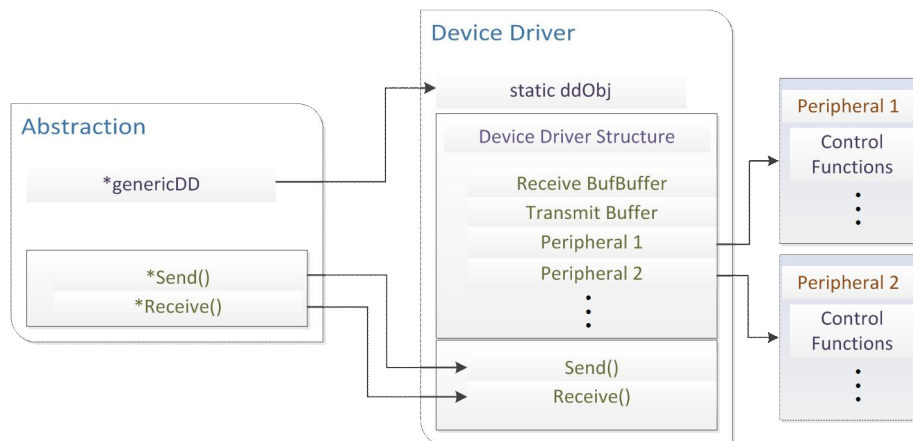 Abstraction
*genericDD
*Send()
*Receive()
Device Driver
static ddObj
Device Driver Structure
Receive BufBuffer
Transmit Buffer
Peripheral 1
Peripheral 2
Send()
Receive()
Peripheral 1
Control
Functions
Peripheral 2
Control
Functions